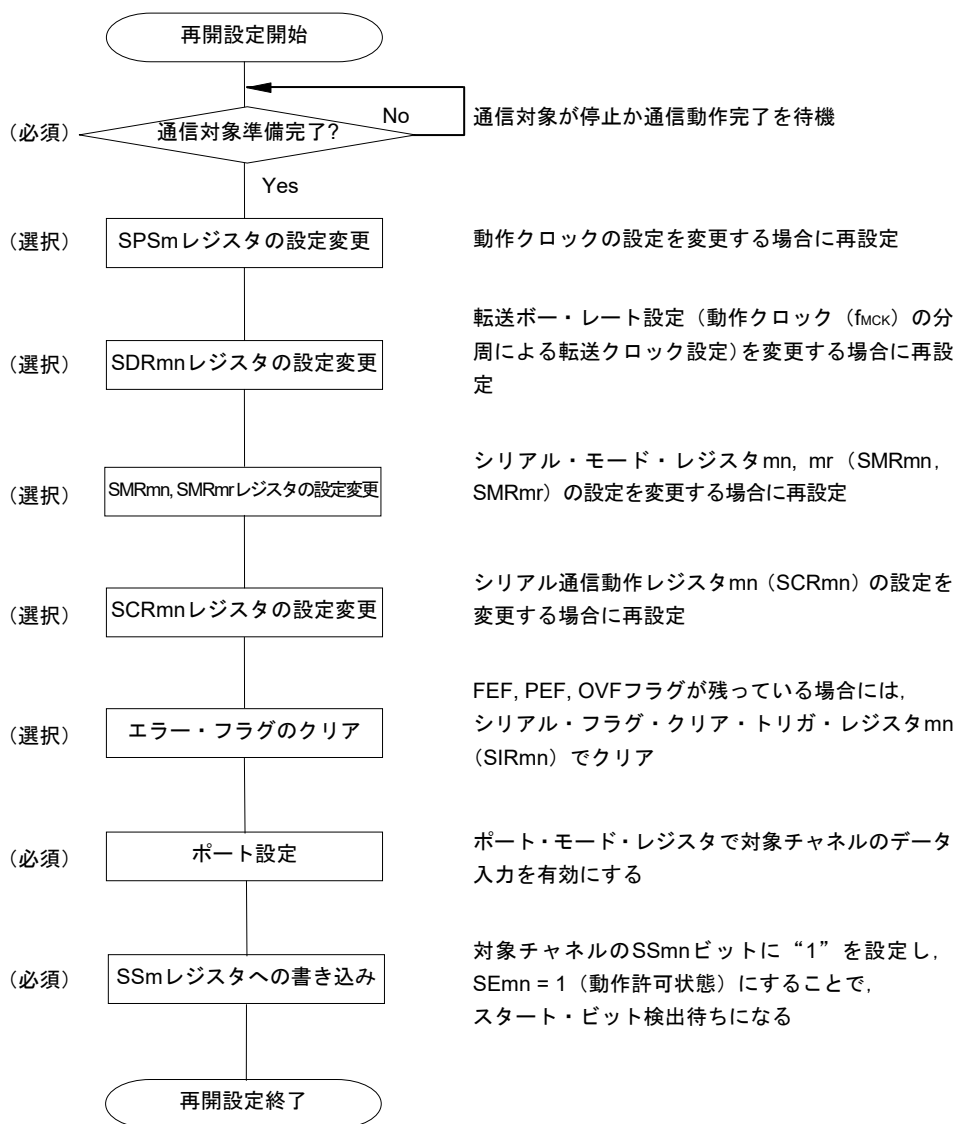 再開設定開始
(必須)
通信対象準備完了?
No
通信対象が停止か通信動作完了を待機
Yes
(選択)
SPSmレジスタの設定変更
動作クロックの設定を変更する場合に再設定
(選択)
SDRmnレジスタの設定変更
転送ボー・レート設定(動作クロック(fMCK)の分
周による転送クロック設定)を変更する場合に再設
定
(選択)
SMRmn, SMRmrレジスタの設定変更
シリアル・モード・レジスタmn, mr(SMRmn,
SMRmr)の設定を変更する場合に再設定
(選択)
SCRmnレジスタの設定変更
シリアル通信動作レジスタmn(SCRmn)の設定を
変更する場合に再設定
(選択)
エラー・フラグのクリア
FEF, PEF, OVFフラグが残っている場合には,
シリアル・フラグ・クリア・トリガ・レジスタmn
(SIRmn)でクリア
(必須)
ポート設定
ポート・モード・レジスタで対象チャネルのデータ
入力を有効にする
(必須)
SSmレジスタへの書き込み
対象チャネルのSSmnビットに“1”を設定し,
SEmn = 1(動作許可状態)にすることで,
スタート・ビット検出待ちになる
再開設定終了